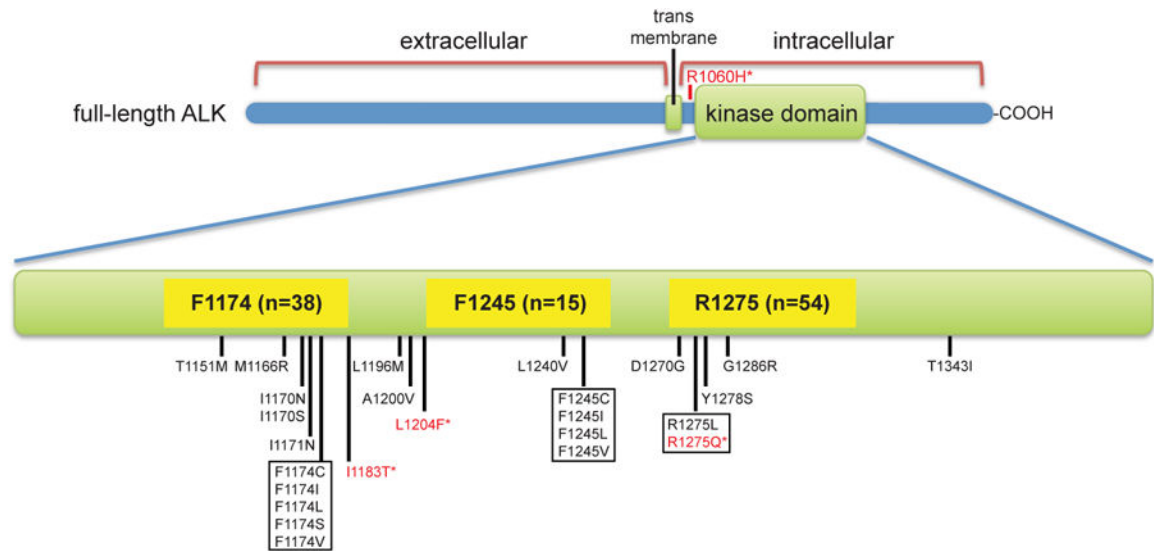 trans
membrane
extracellular
intracellular
R1060H*
full-length ALK
kinase domain
-COOH
F1174 (n=38)
F1245 (n=15)
R1275 (n=54)
T1151M
M1166R
L1196M
L1240V
D1270G
G1286R
T1343I
I1170N
I1170S
A1200V
Y1278S
I1171N
L1204F*
F1245C
F1245I
F1245L
F1245V
R1275L
R1275Q*
I1183T*
F1174C
F1174I
F1174L
F1174S
F1174V